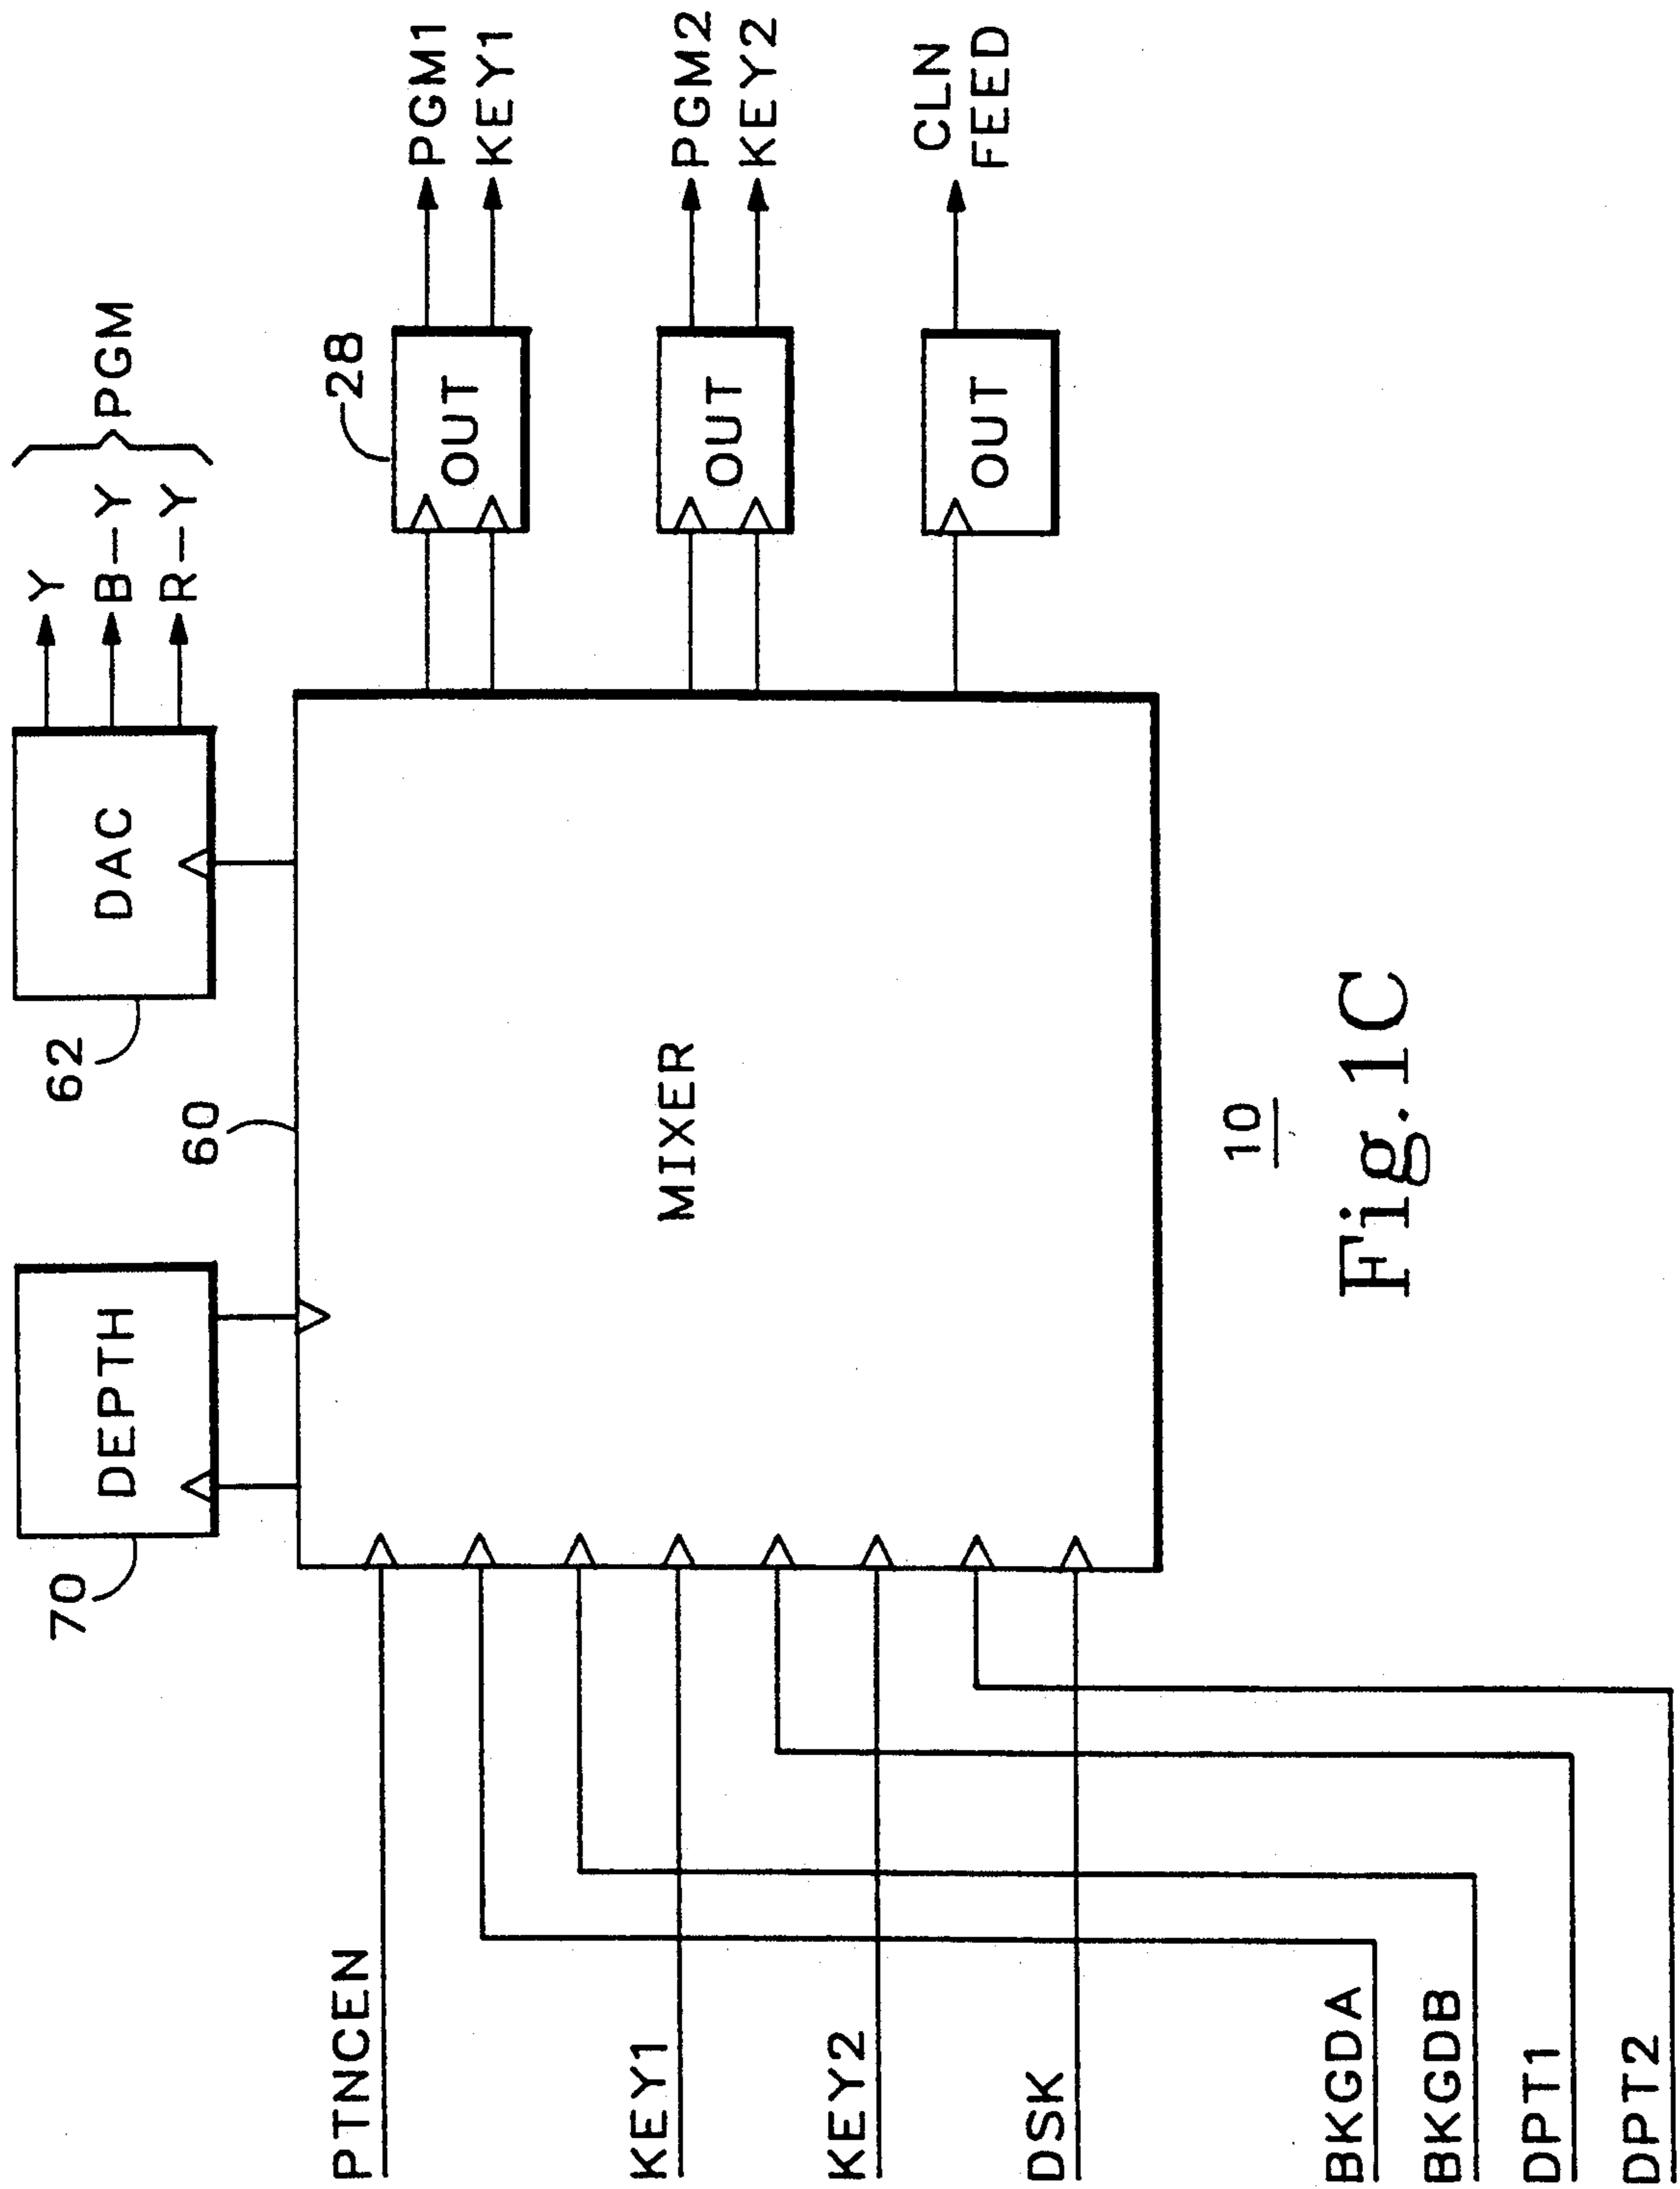 70
DEPTH
62
DAC
Y
B-Y
R-Y
PGM
60
MIXER
28
OUT
PGM1
KEY1
OUT
PGM2
KEY2
OUT
CLN
FEED
PTNCEN
KEY1
KEY2
DSK
BKGDA
BKGDB
DPT1
DPT2
10
Fig.1C